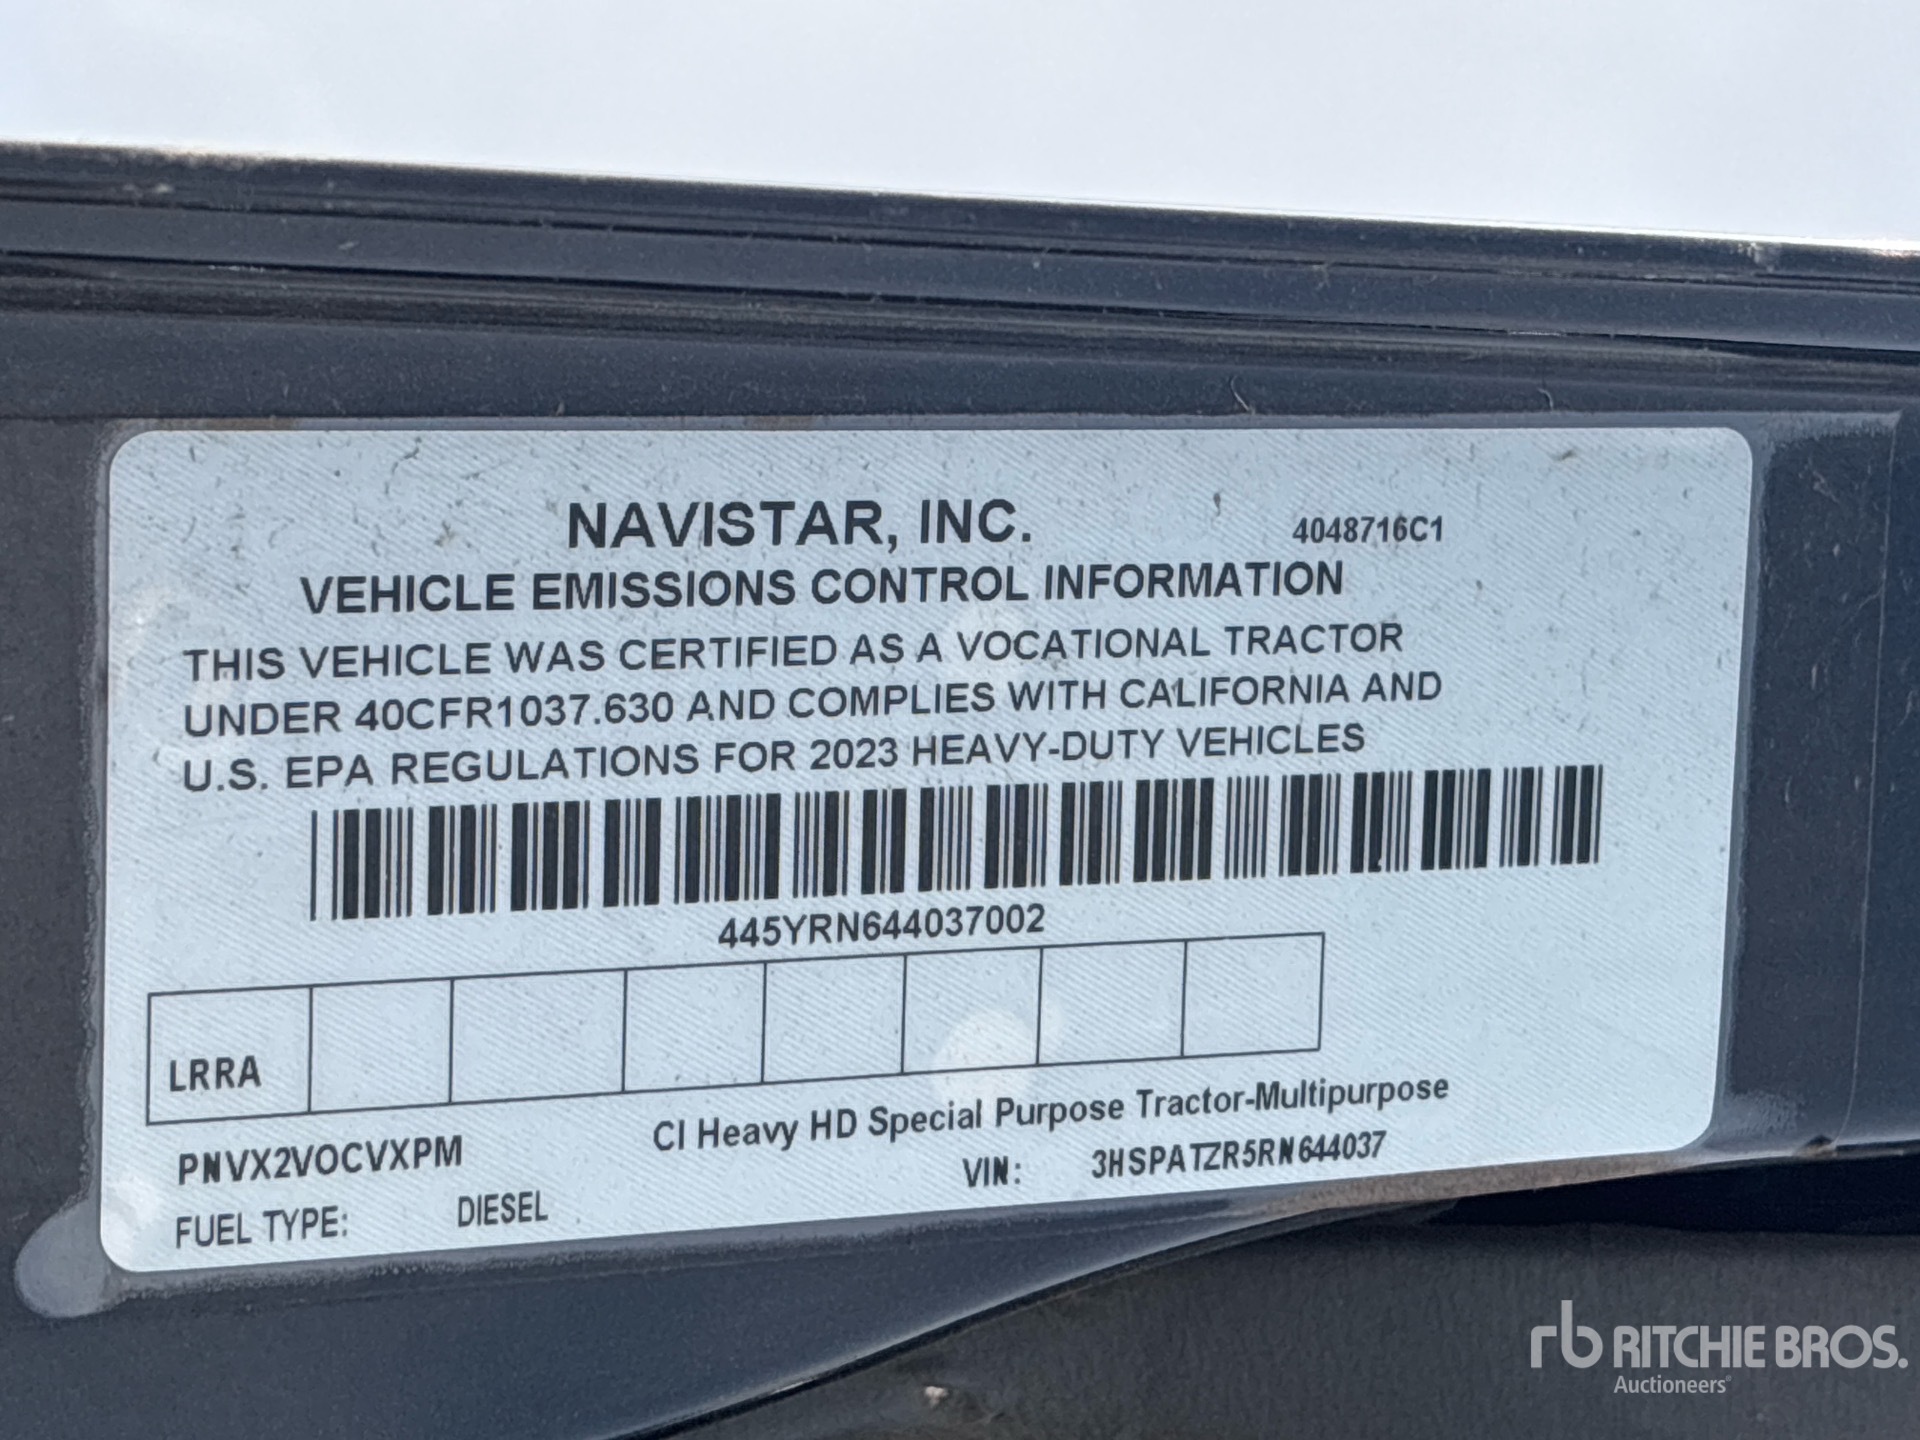 NAVISTAR, INC. 4048716C1
VEHICLE EMISSIONS CONTROL INFORMATION
THIS VEHICLE WAS CERTIFIED AS A VOCATIONAL TRACTOR
UNDER 40CFR1037.630 AND COMPLIES WITH CALIFORNIA AND
U.S. EPA REGULATIONS FOR 2023 HEAVY-DUTY VEHICLES
445YRN644037002
LRRA
PNVX2VOCVXPM CI Heavy HD Special Purpose Tractor-Multipurpose
FUEL TYPE: DIESEL VIN: 3HSPATZR5RN644037
rb RITCHIE BROS.
Auctioneers